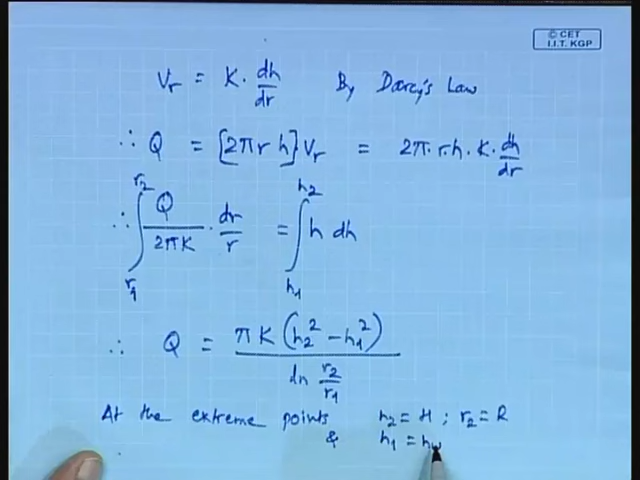 © CET
I.I.T. KGP
Vr = K · dh/dr By Darcy's Law
∴ Q = [2πr h] Vr = 2π·r·h·K· dh/dr
∴ ∫_{r1}^{r2} Q/2πK · dr/r = ∫_{h1}^{h2} h dh
∴ Q = πK (h2² − h1²) / ln r2/r1
At the extreme points h2 = H ; r2 = R
& h1 = hw